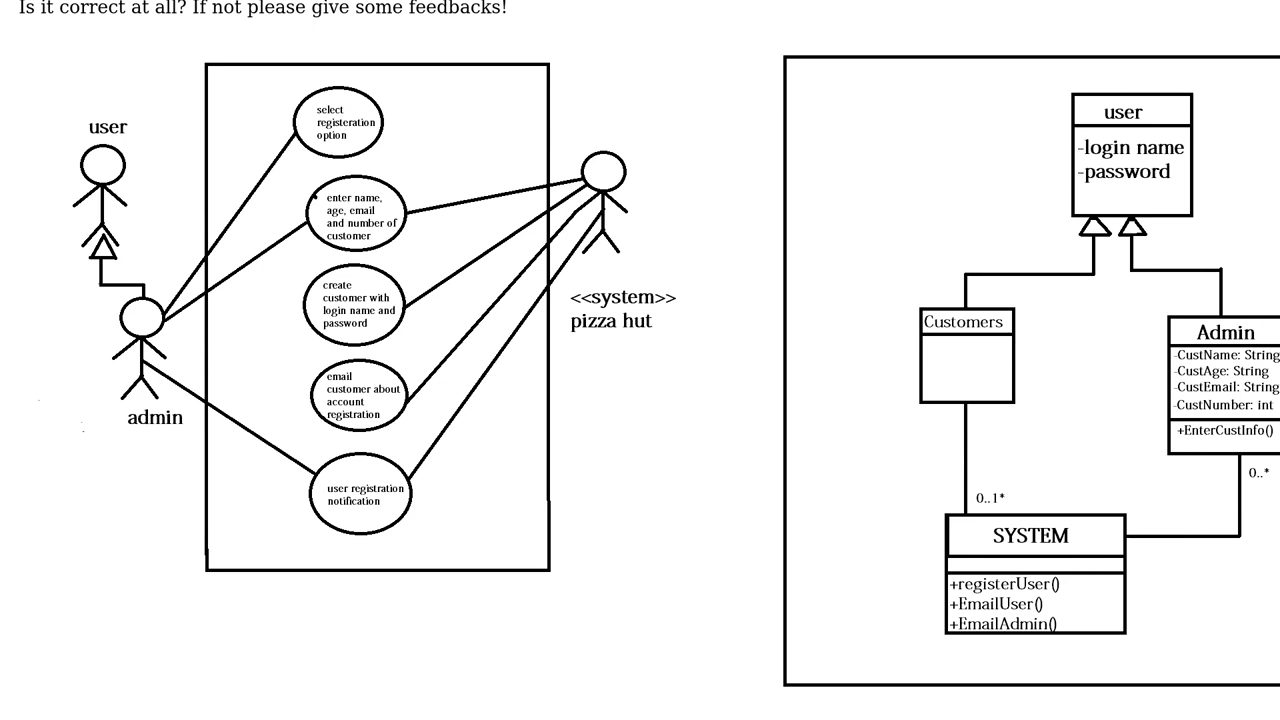 Is it correct at all? If not please give some feedbacks!
user
admin
select
registeration
option
enter name,
age, email
and number of
customer
create
customer with
login name and
password
email
customer about
account
registration
user registration
notification
<<system>>
pizza hut
user
-login name
-password
Customers
Admin
-CustName: String
-CustAge: String
-CustEmail: String
-CustNumber: int
+EnterCustInfo()
0..*
0..1*
SYSTEM
+registerUser()
+EmailUser()
+EmailAdmin()